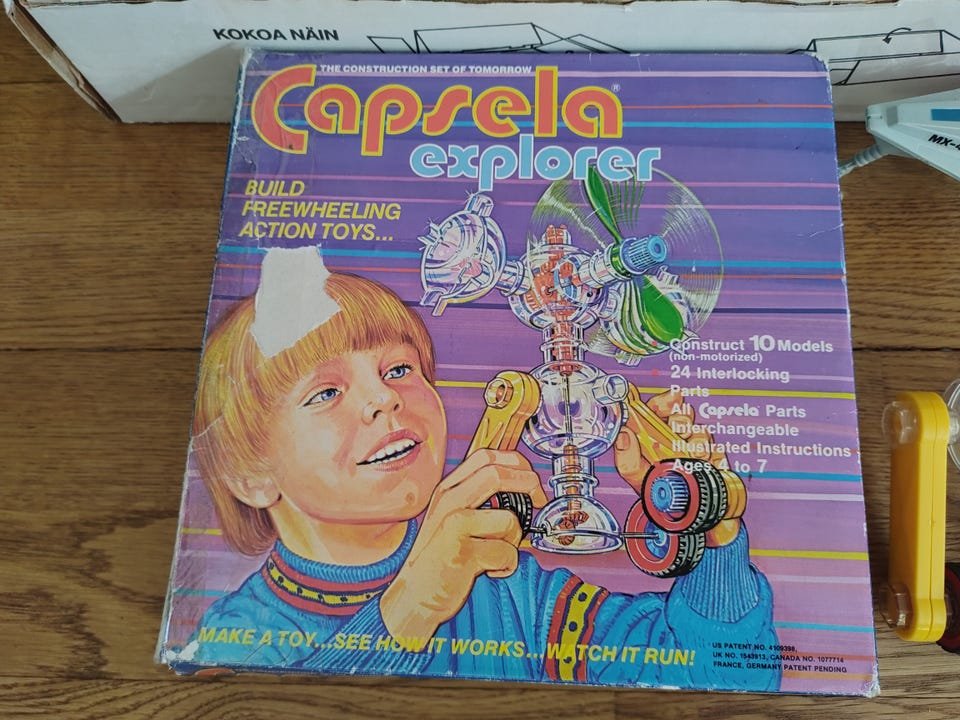 KOKOA NÄIN
THE CONSTRUCTION SET OF TOMORROW
Capsela®
explorer
BUILD
FREEWHEELING
ACTION TOYS...
Construct 10 Models
(non-motorized)
24 Interlocking
Parts
All Capsela Parts
Interchangeable
Illustrated Instructions
Ages 4 to 7
MAKE A TOY...SEE HOW IT WORKS...WATCH IT RUN!
US PATENT NO. 4109398,
UK NO. 1543913, CANADA NO. 1077714
FRANCE, GERMANY PATENT PENDING